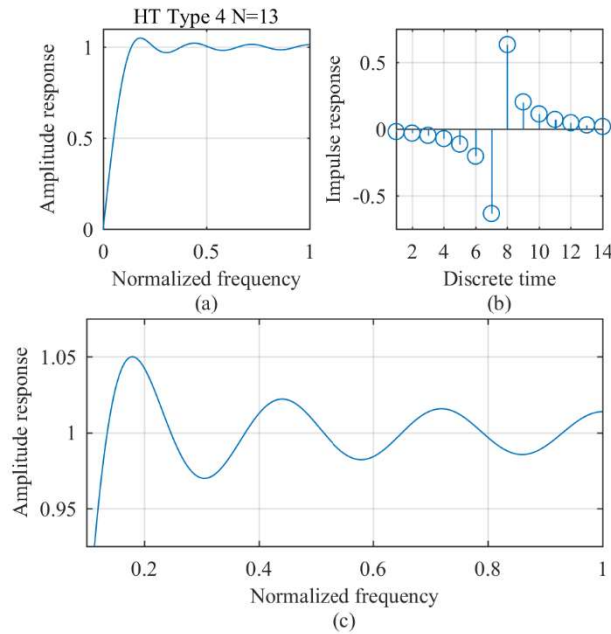 HT Type 4 N=13
Amplitude response
1
0.5
0
0 0.5 1
Normalized frequency
(a)
Impulse response
0.5
0
-0.5
2 4 6 8 10 12 14
Discrete time
(b)
Amplitude response
1.05
1
0.95
0.2 0.4 0.6 0.8 1
Normalized frequency
(c)